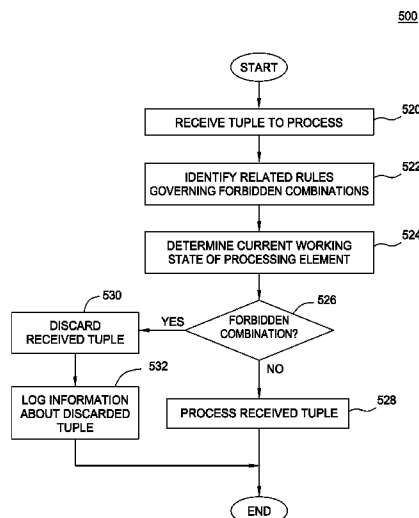 500
START
520
RECEIVE TUPLE TO PROCESS
522
IDENTIFY RELATED RULES
GOVERNING FORBIDDEN COMBINATIONS
524
DETERMINE CURRENT WORKING
STATE OF PROCESSING ELEMENT
526
FORBIDDEN
COMBINATION?
YES
530
DISCARD
RECEIVED TUPLE
NO
532
LOG INFORMATION
ABOUT DISCARDED
TUPLE
528
PROCESS RECEIVED TUPLE
END